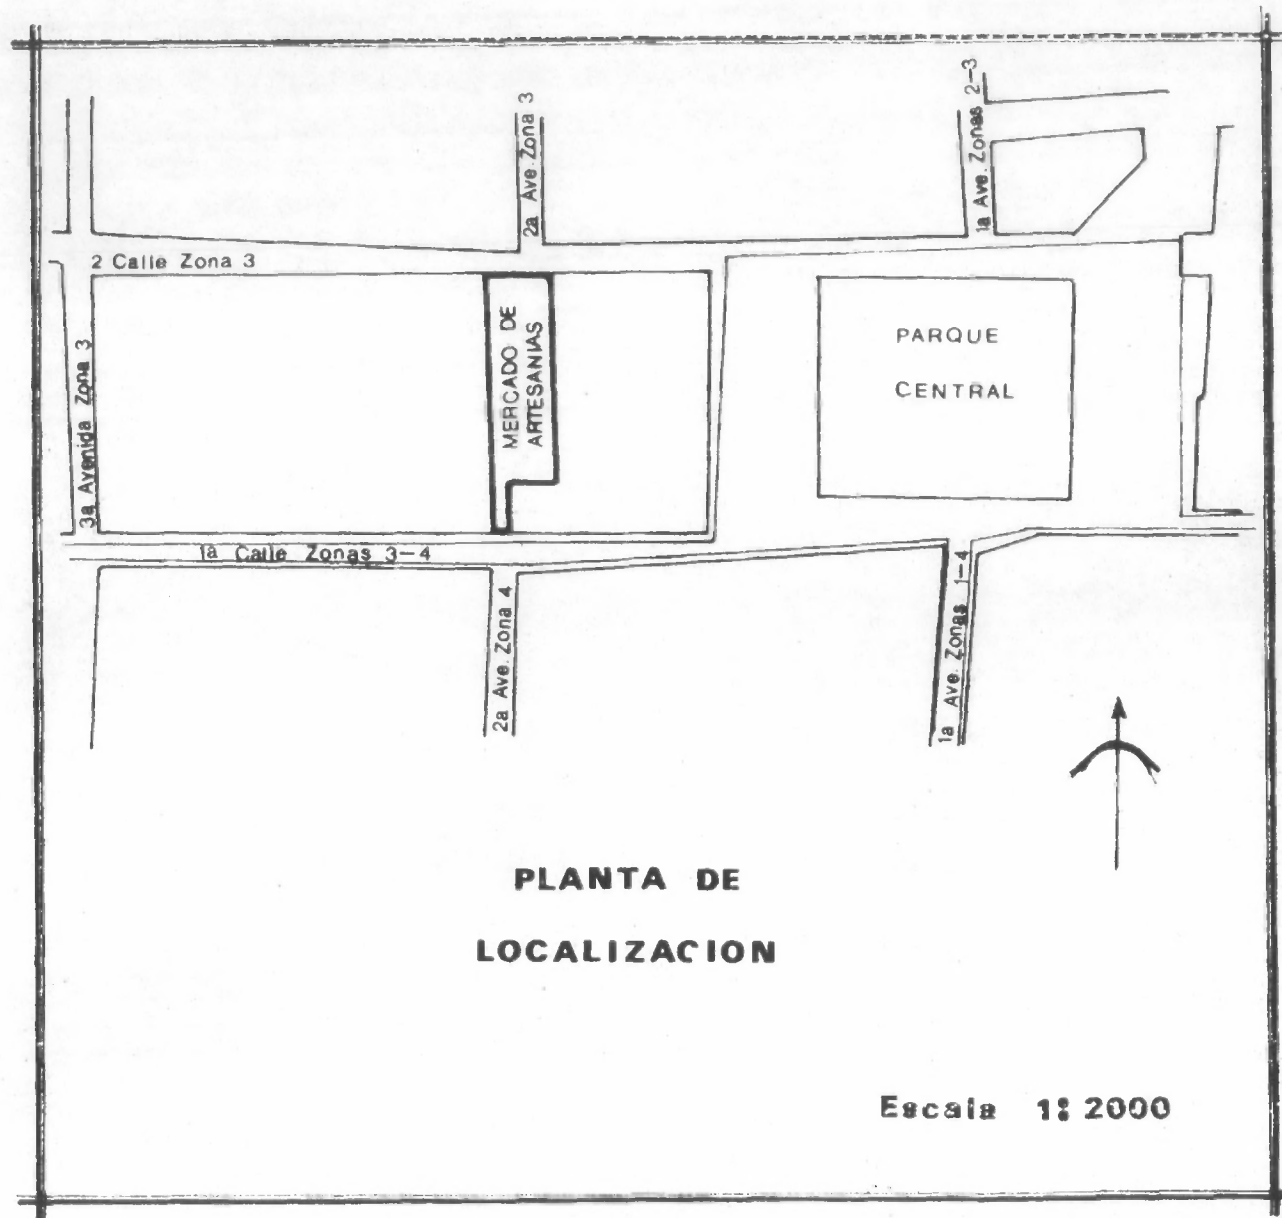 2a Ave. Zona 3
1a Ave. Zonas 2-3
2 Calle Zona 3
3a Avenida Zona 3
MERCADO DE
ARTESANIAS
PARQUE
CENTRAL
1a Calle Zonas 3-4
2a Ave. Zona 4
1a Ave. Zonas 1-4
PLANTA DE
LOCALIZACION
Escala 1:2000